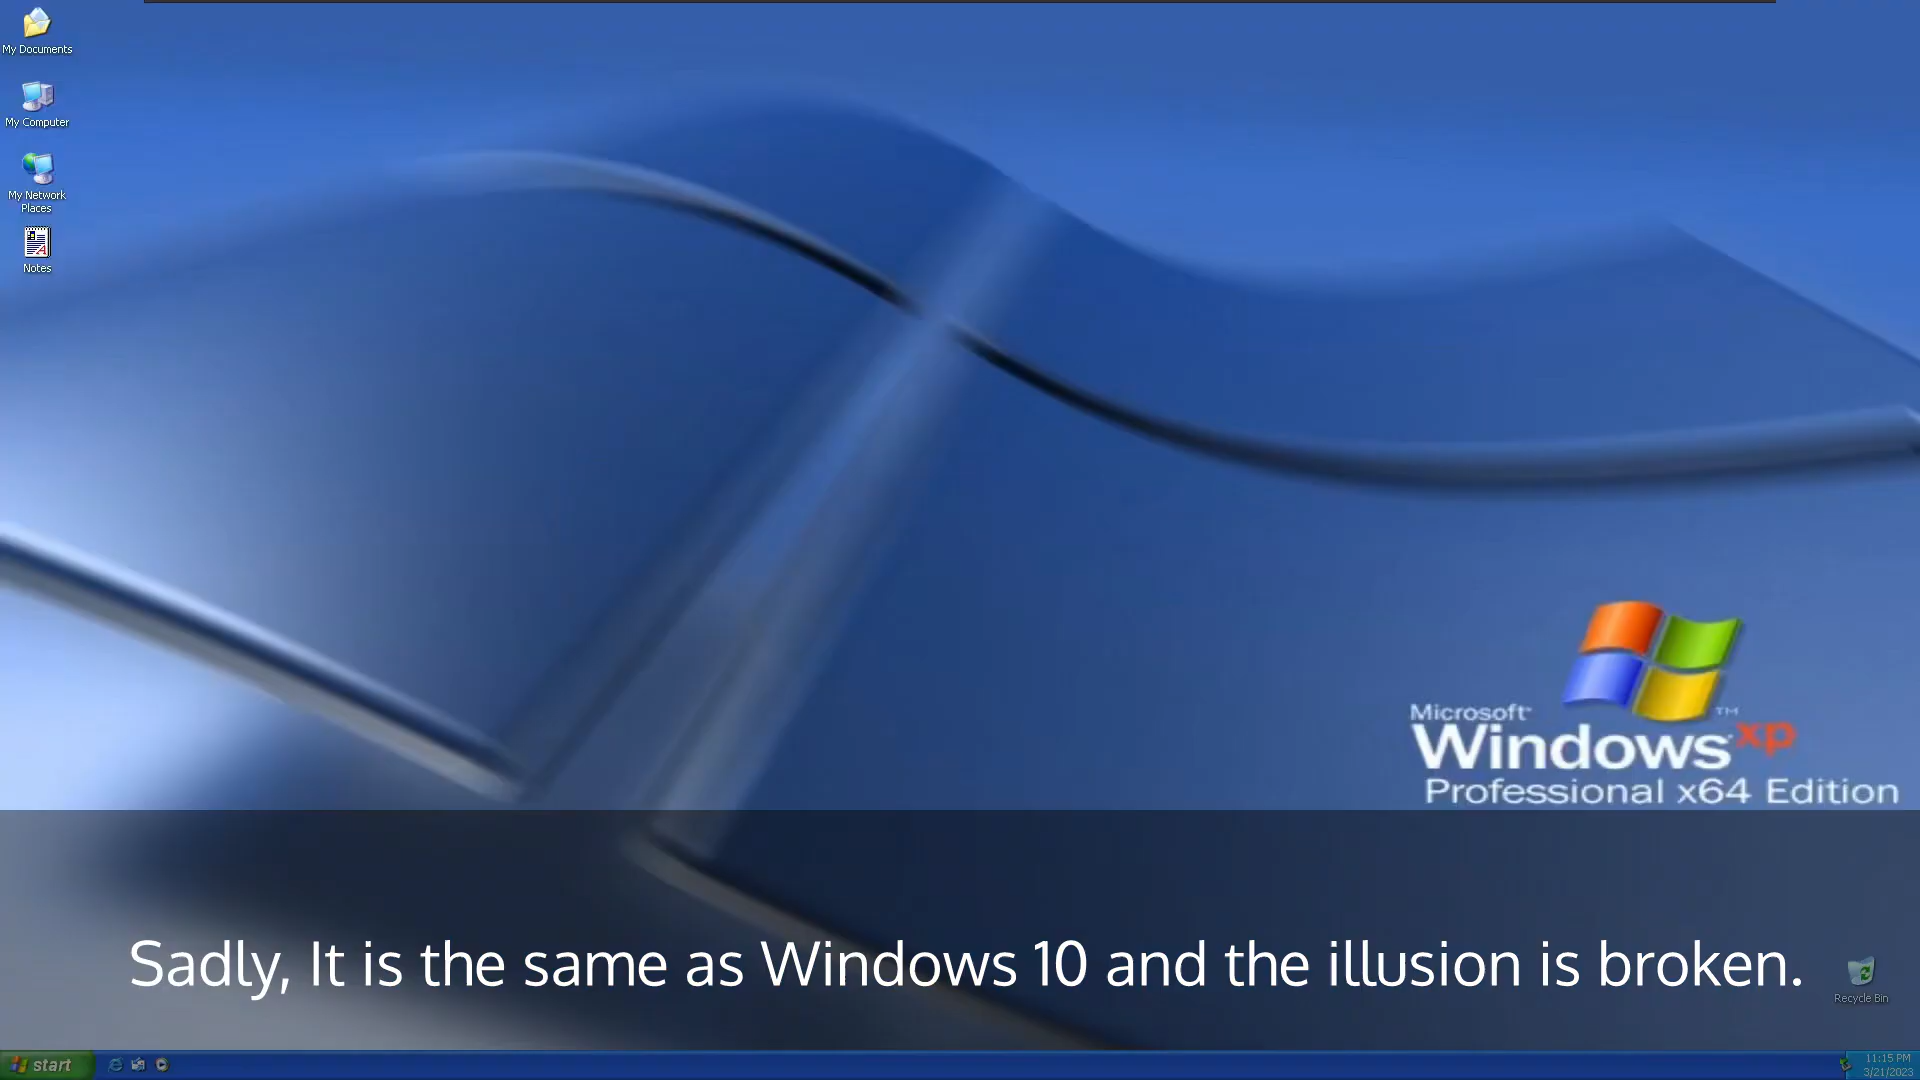 My Documents
My Computer
My Network
Places
Notes
Microsoft
Windows xp ™
Professional x64 Edition
Sadly, It is the same as Windows 10 and the illusion is broken.
Recycle Bin
start
11:15 PM
3/21/2023